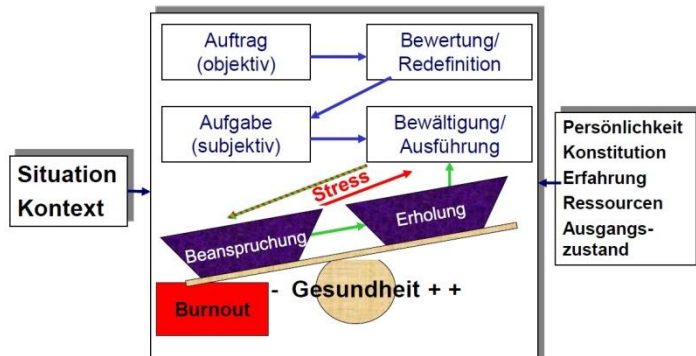 Auftrag
(objektiv)
Bewertung/
Redefinition
Aufgabe
(subjektiv)
Bewältigung/
Ausführung
Situation
Kontext
Persönlichkeit
Konstitution
Erfahrung
Ressourcen
Ausgangs-
zustand
Stress
Beanspruchung
Erholung
Burnout
- Gesundheit + +